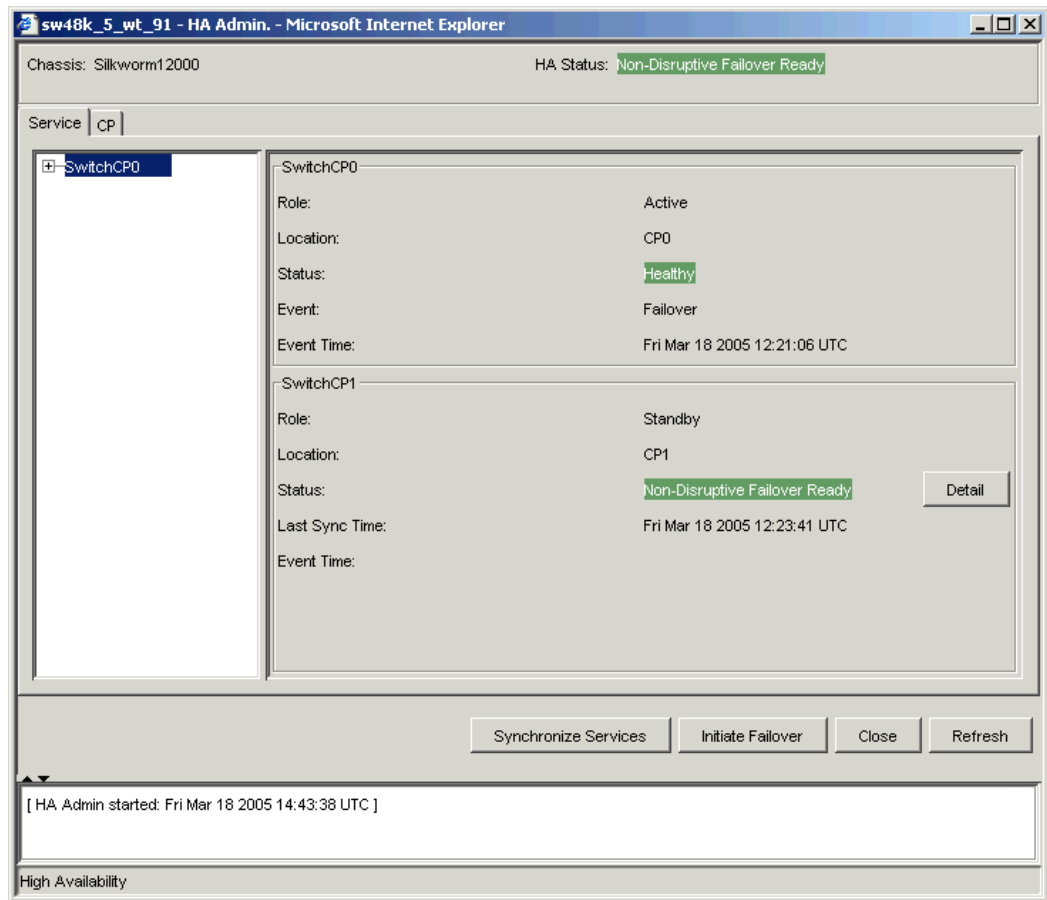 sw48k_5_wt_91 - HA Admin. - Microsoft Internet Explorer
Chassis: Silkworm12000 HA Status: Non-Disruptive Failover Ready
Service CP
SwitchCP0
SwitchCP0
Role: Active
Location: CP0
Status: Healthy
Event: Failover
Event Time: Fri Mar 18 2005 12:21:06 UTC
SwitchCP1
Role: Standby
Location: CP1
Status: Non-Disruptive Failover Ready Detail
Last Sync Time: Fri Mar 18 2005 12:23:41 UTC
Event Time:
Synchronize Services Initiate Failover Close Refresh
[ HA Admin started: Fri Mar 18 2005 14:43:38 UTC ]
High Availability